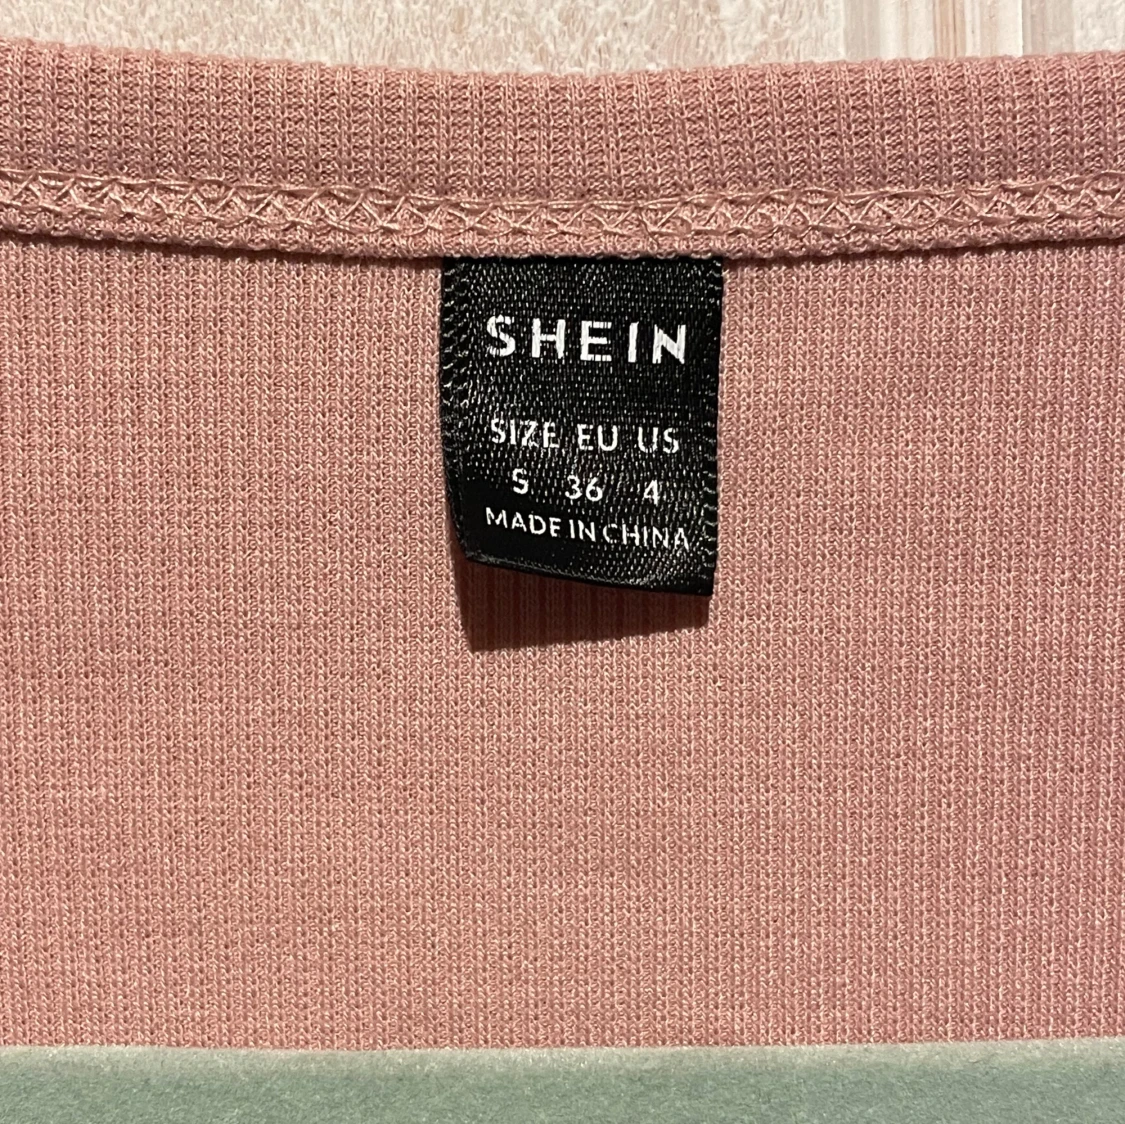 SHEIN
SIZE EU US
S 36 4
MADE IN CHINA